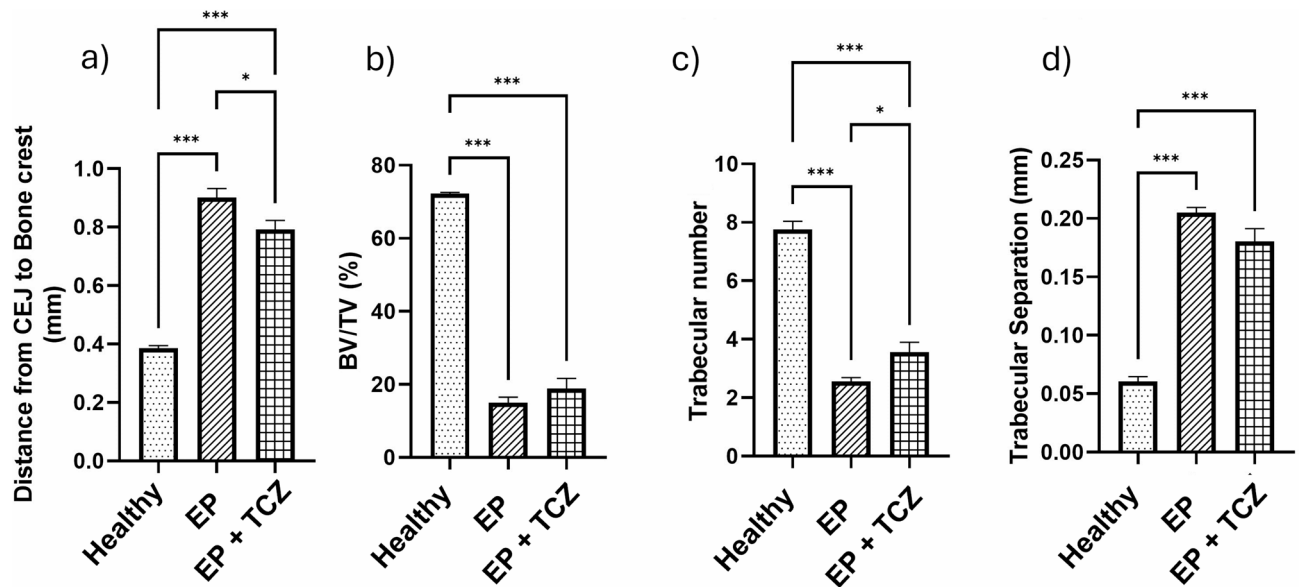 a)
***
*
***
Distance from CEJ to Bone crest
(mm)
1.0
0.8
0.6
0.4
0.2
0.0
Healthy
EP
EP + TCZ
b)
***
***
BV/TV (%)
80
60
40
20
0
Healthy
EP
EP + TCZ
c)
***
*
***
Trabecular number
10
8
6
4
2
0
Healthy
EP
EP + TCZ
d)
***
***
Trabecular Separation (mm)
0.25
0.20
0.15
0.10
0.05
0.00
Healthy
EP
EP + TCZ